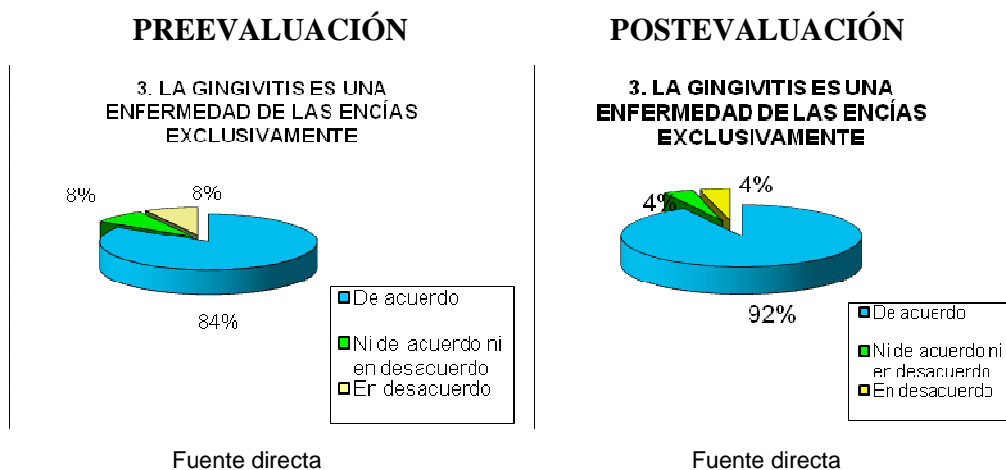 PREEVALUACIÓN
3. LA GINGIVITIS ES UNA
ENFERMEDAD DE LAS ENCÍAS
EXCLUSIVAMENTE
8%
8%
84%
De acuerdo
Ni de acuerdo ni
en desacuerdo
En desacuerdo
Fuente directa
POSTEVALUACIÓN
3. LA GINGIVITIS ES UNA
ENFERMEDAD DE LAS ENCÍAS
EXCLUSIVAMENTE
4%
4%
92%
De acuerdo
Ni de acuerdo ni
en desacuerdo
En desacuerdo
Fuente directa